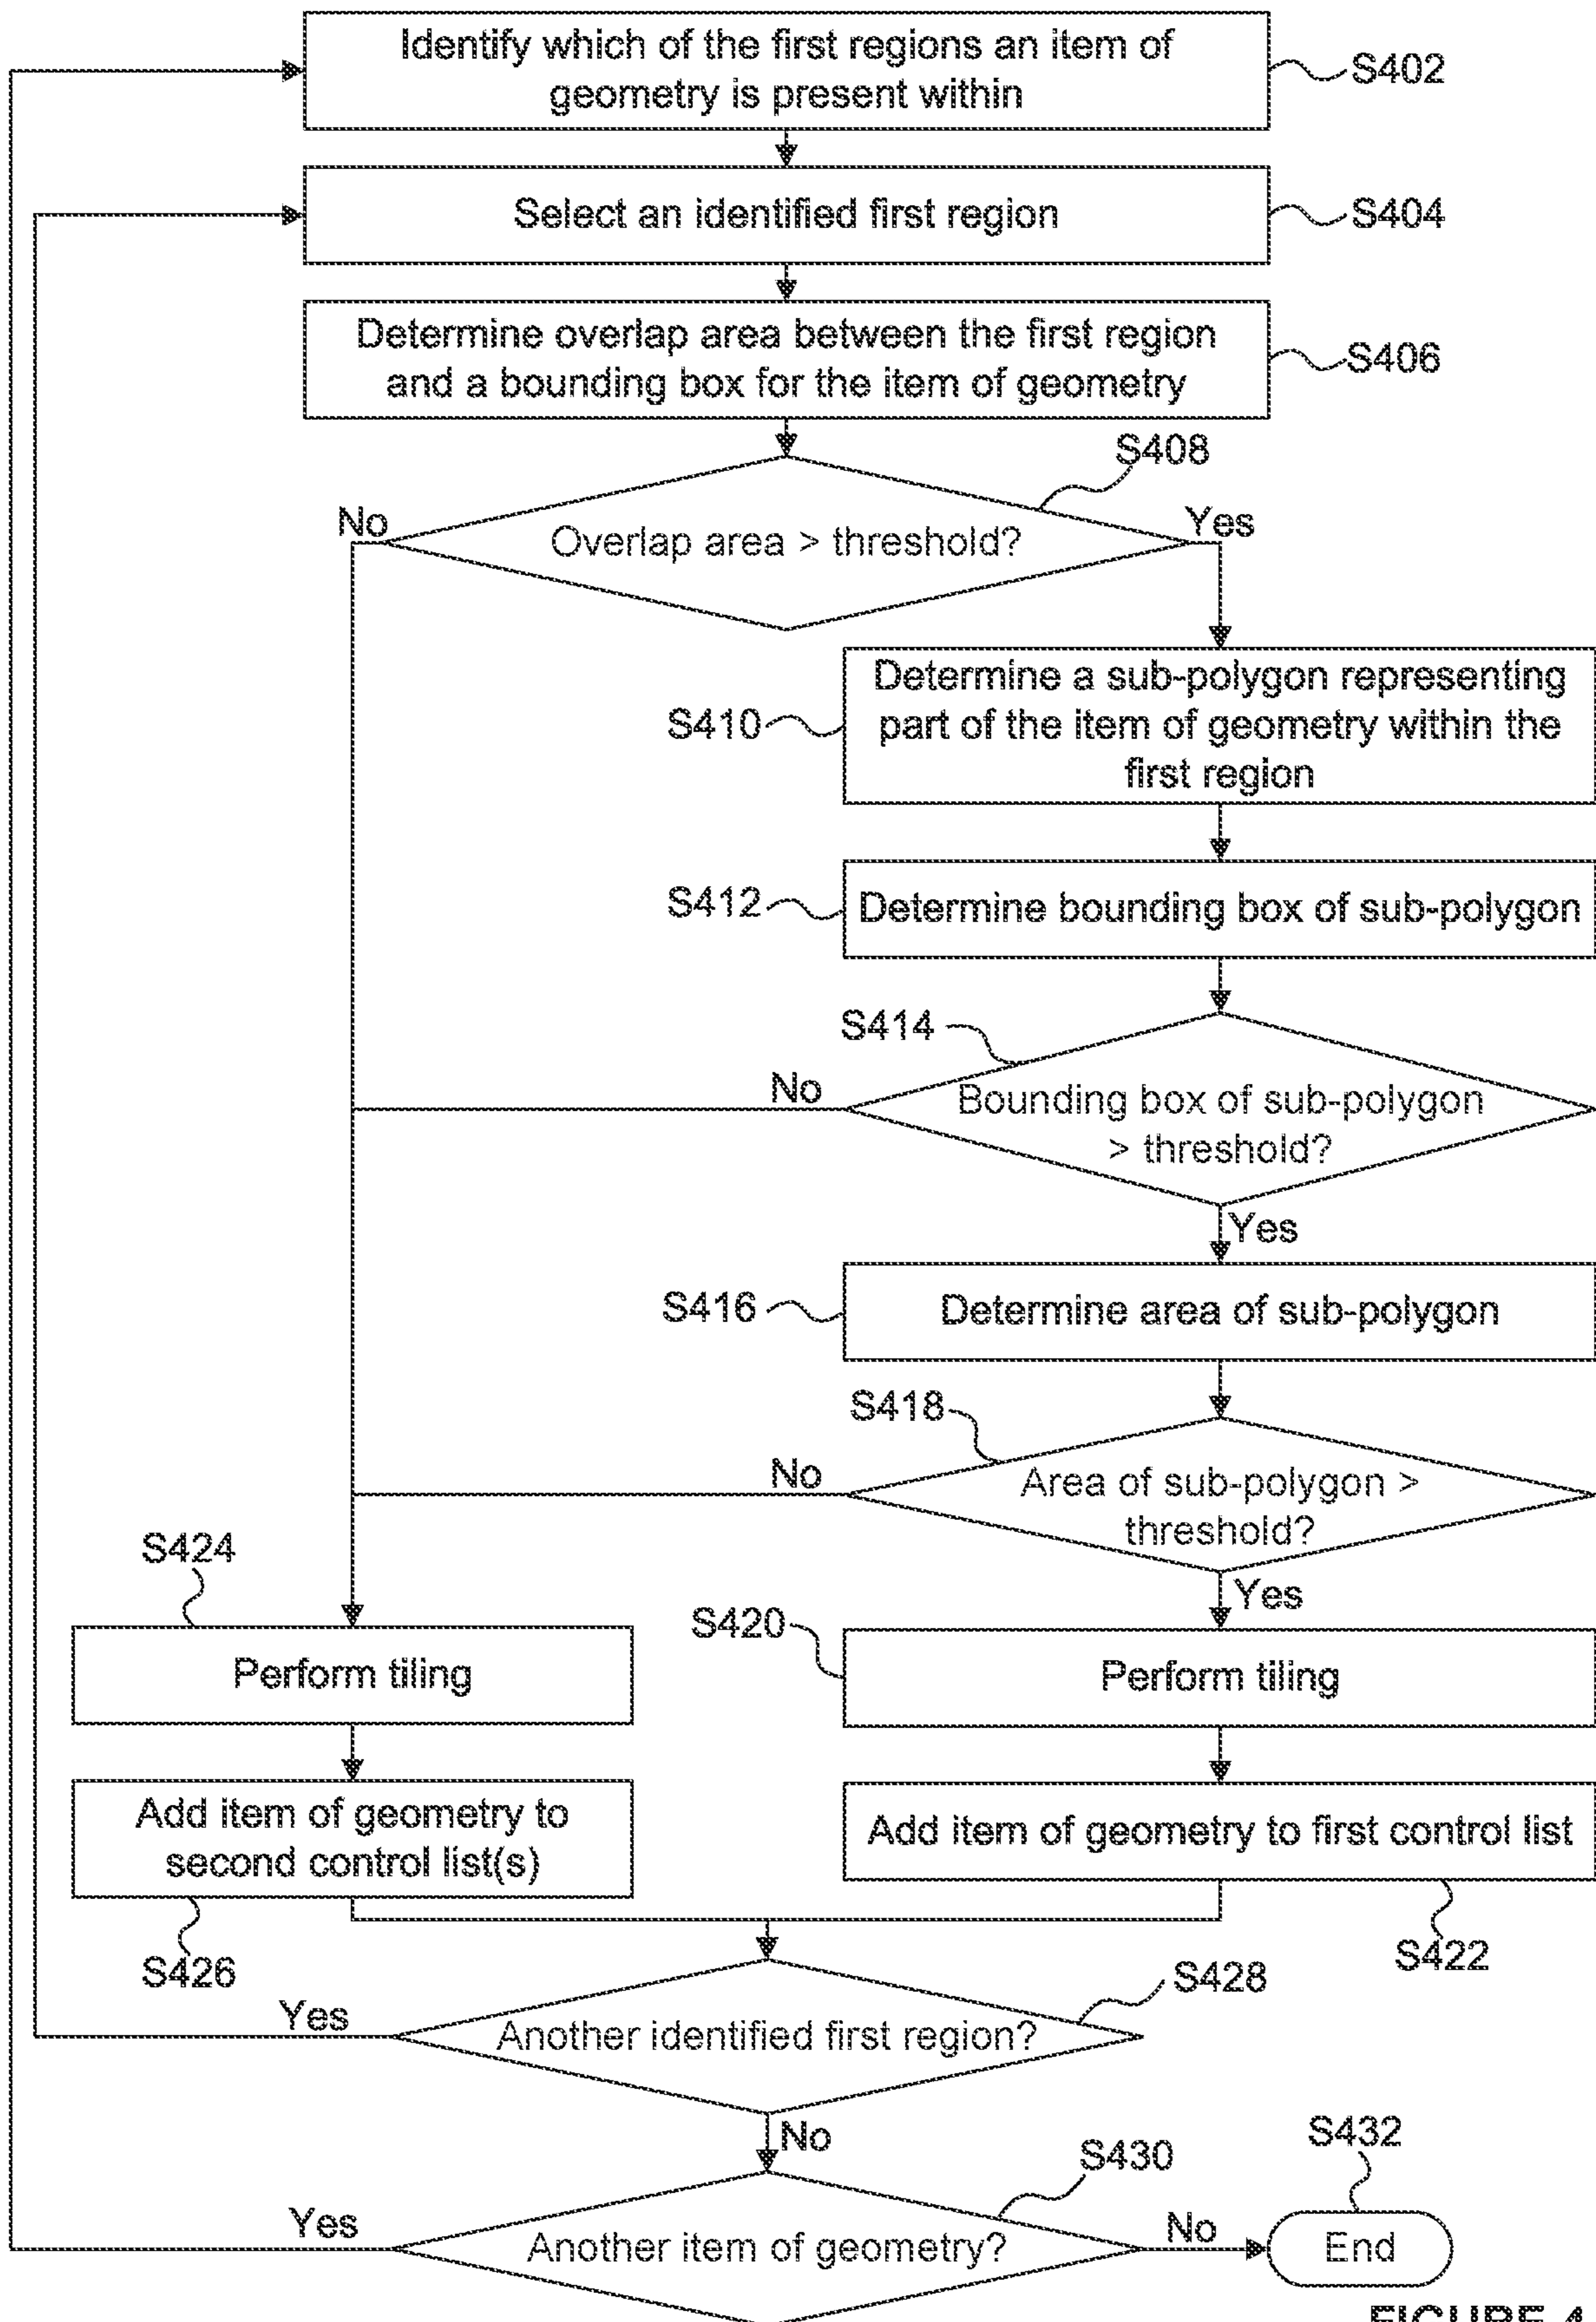 Identify which of the first regions an item of
geometry is present within
S402
Select an identified first region
S404
Determine overlap area between the first region
and a bounding box for the item of geometry
S406
S408
No
Overlap area > threshold?
Yes
Determine a sub-polygon representing
part of the item of geometry within the
first region
S410
S412
Determine bounding box of sub-polygon
S414
No
Bounding box of sub-polygon
> threshold?
Yes
S416
Determine area of sub-polygon
S418
No
Area of sub-polygon >
threshold?
Yes
S424
S420
Perform tiling
Perform tiling
Add item of geometry to
second control list(s)
Add item of geometry to first control list
S426
S422
S428
Yes
Another identified first region?
No
S430
S432
Yes
Another item of geometry?
No
End
FIGURE 4